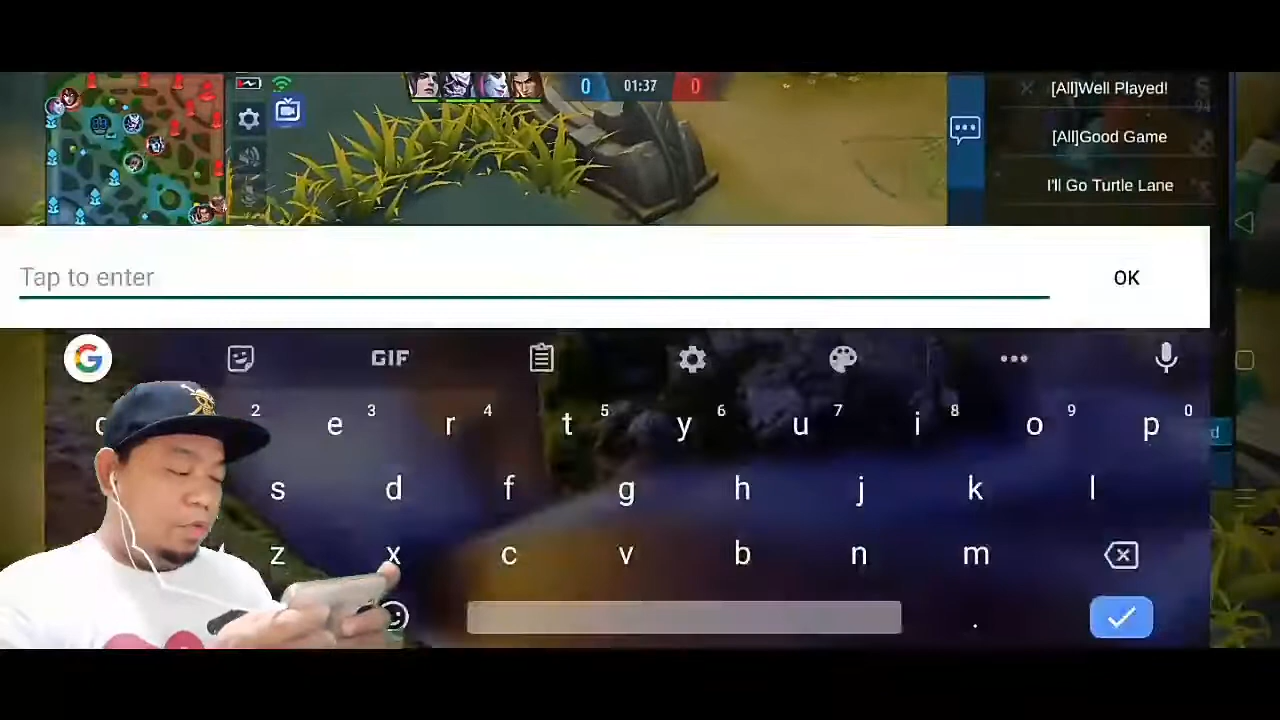 0 01:37 0
[All]Well Played!
[All]Good Game
I'll Go Turtle Lane
Tap to enter OK
GIF
2 3 4 5 6 7 8 9 0
e r t y u i o p
s d f g h j k l
z x c v b n m
.